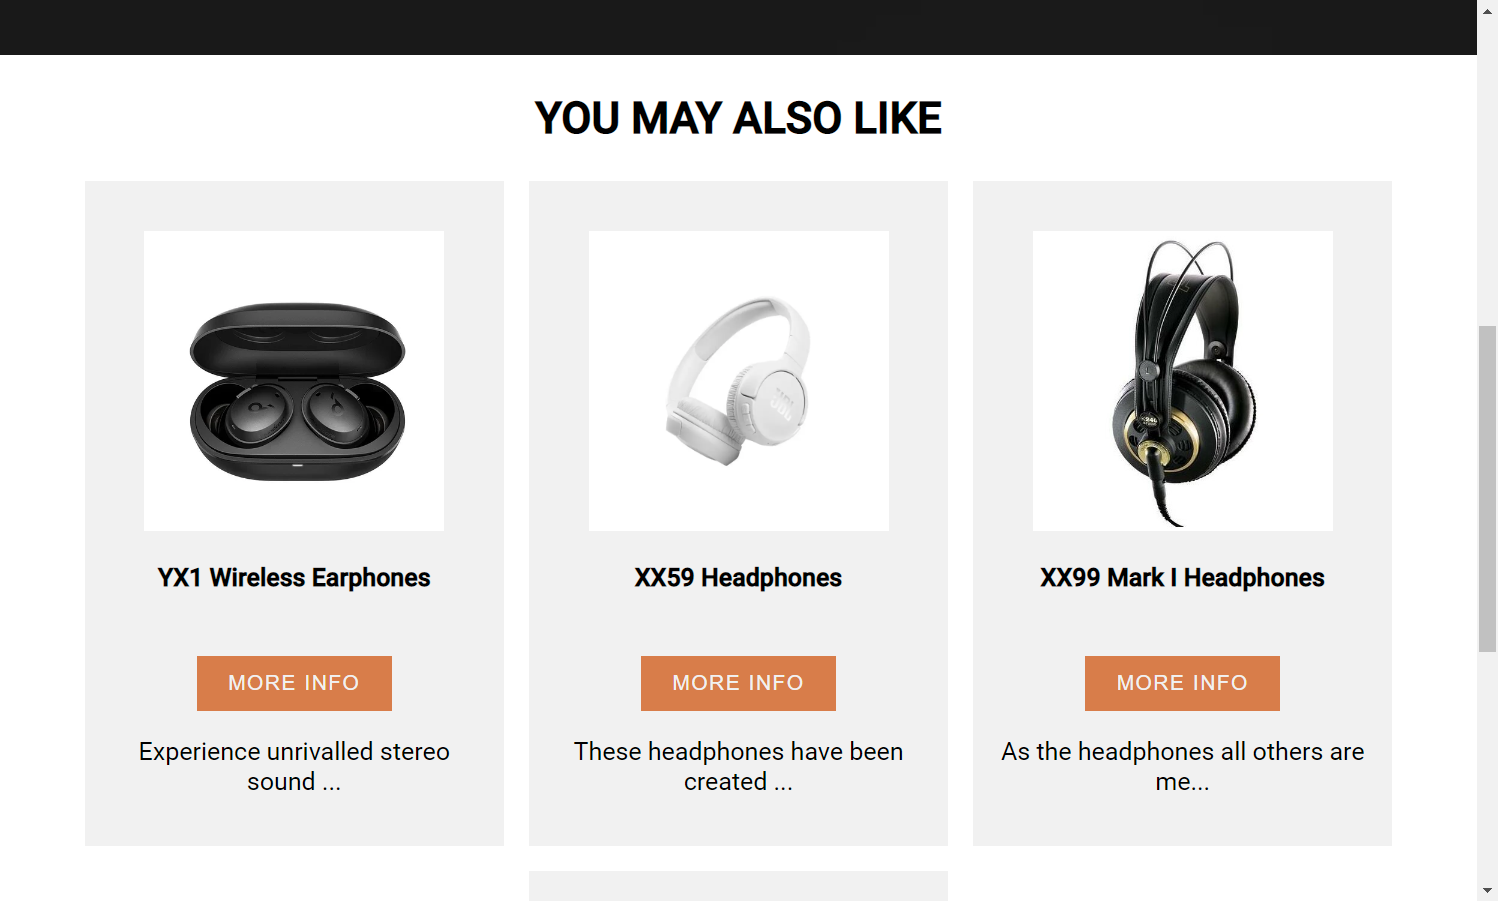 YOU MAY ALSO LIKE
JBL
YX1 Wireless Earphones
XX59 Headphones
XX99 Mark I Headphones
MORE INFO
MORE INFO
MORE INFO
Experience unrivalled stereo
sound ...
These headphones have been
created ...
As the headphones all others are
me...